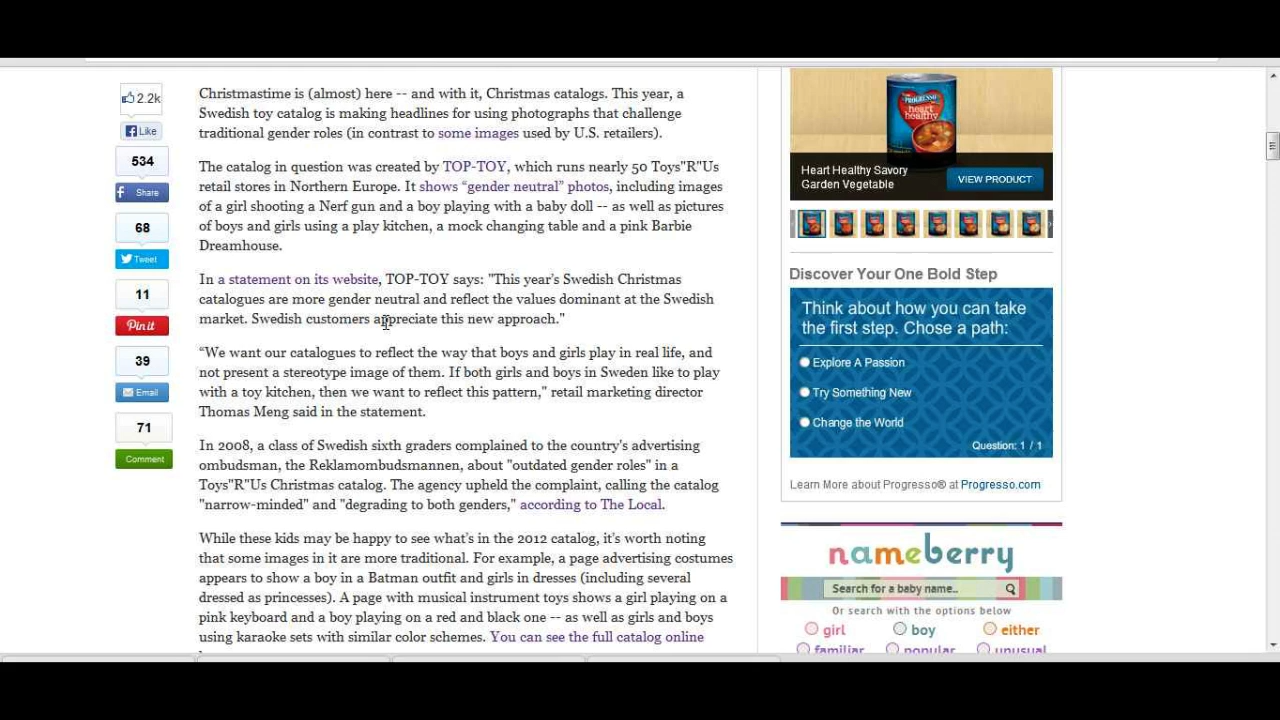 2.2k
Like
534
Share
68
Tweet
11
Pin it
39
Email
71
Comment
Christmastime is (almost) here -- and with it, Christmas catalogs. This year, a
Swedish toy catalog is making headlines for using photographs that challenge
traditional gender roles (in contrast to some images used by U.S. retailers).
The catalog in question was created by TOP-TOY, which runs nearly 50 Toys"R"Us
retail stores in Northern Europe. It shows “gender neutral” photos, including images
of a girl shooting a Nerf gun and a boy playing with a baby doll -- as well as pictures
of boys and girls using a play kitchen, a mock changing table and a pink Barbie
Dreamhouse.
In a statement on its website, TOP-TOY says: "This year's Swedish Christmas
catalogues are more gender neutral and reflect the values dominant at the Swedish
market. Swedish customers appreciate this new approach."
“We want our catalogues to reflect the way that boys and girls play in real life, and
not present a stereotype image of them. If both girls and boys in Sweden like to play
with a toy kitchen, then we want to reflect this pattern," retail marketing director
Thomas Meng said in the statement.
In 2008, a class of Swedish sixth graders complained to the country's advertising
ombudsman, the Reklamombudsmannen, about "outdated gender roles" in a
Toys"R"Us Christmas catalog. The agency upheld the complaint, calling the catalog
"narrow-minded" and "degrading to both genders," according to The Local.
While these kids may be happy to see what's in the 2012 catalog, it's worth noting
that some images in it are more traditional. For example, a page advertising costumes
appears to show a boy in a Batman outfit and girls in dresses (including several
dressed as princesses). A page with musical instrument toys shows a girl playing on a
pink keyboard and a boy playing on a red and black one -- as well as girls and boys
using karaoke sets with similar color schemes. You can see the full catalog online
PROGRESSO
heart
healthy
Heart Healthy Savory
Garden Vegetable
VIEW PRODUCT
Discover Your One Bold Step
Think about how you can take
the first step. Chose a path:
Explore A Passion
Try Something New
Change the World
Question: 1 / 1
Learn More about Progresso® at Progresso.com
nameberry
Search for a baby name..
Or search with the options below
girl boy either
familiar popular unusual